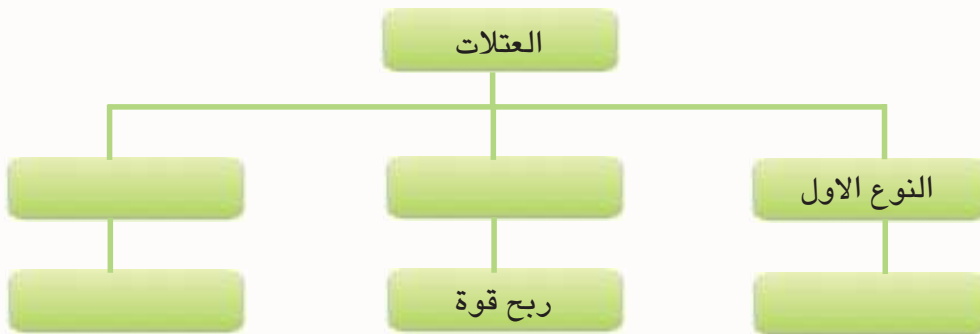 العتلات
النوع الاول
ربح قوة